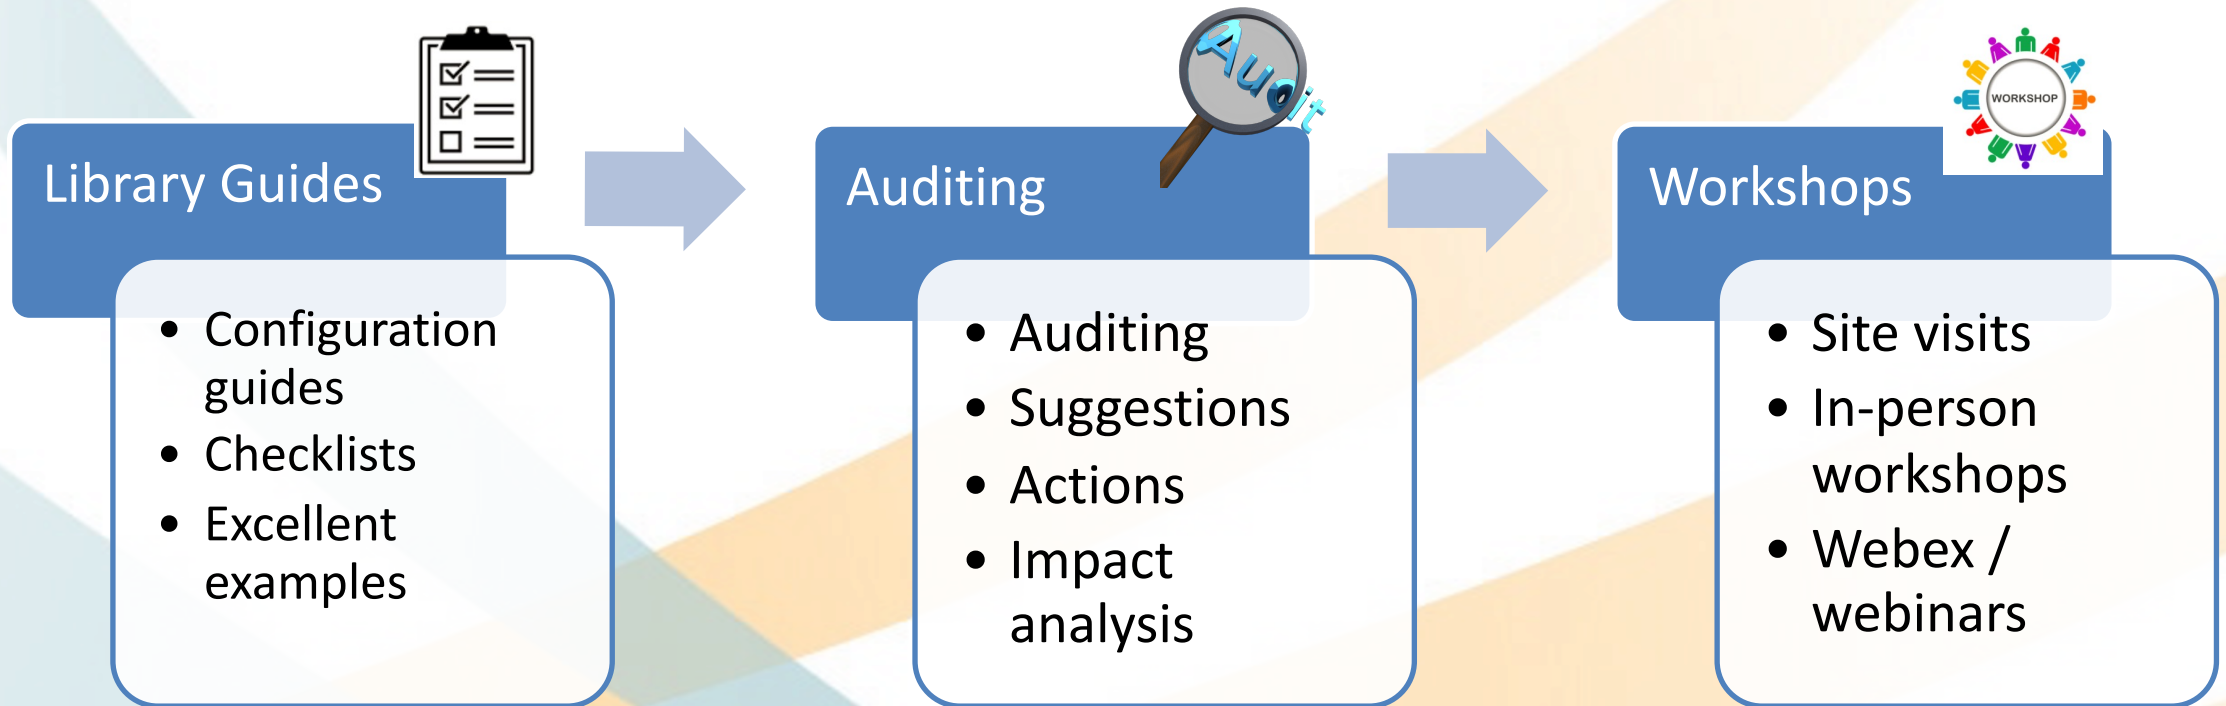 Library Guides
• Configuration
guides
• Checklists
• Excellent
examples
Audit
Auditing
• Auditing
• Suggestions
• Actions
• Impact
analysis
WORKSHOP
Workshops
• Site visits
• In-person
workshops
• Webex /
webinars